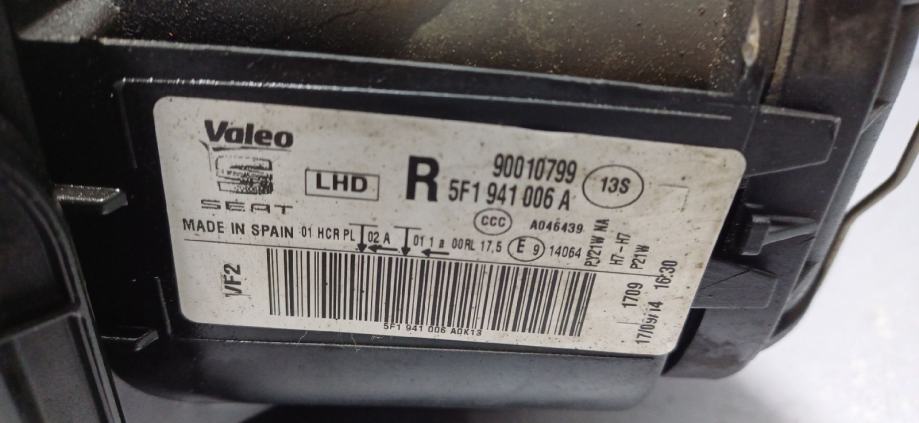 Valeo
SEAT
LHD
R
90010799
5F1 941 006 A
13S
CCC
A046439
MADE IN SPAIN 01 HCR PL 02 A 01 1 a 00RL 17,5 E 9 14064
PY21W NA
H7 - H7
P21W
VF2
1709
17/09/14 16:30
5F1 941 006 A0K13